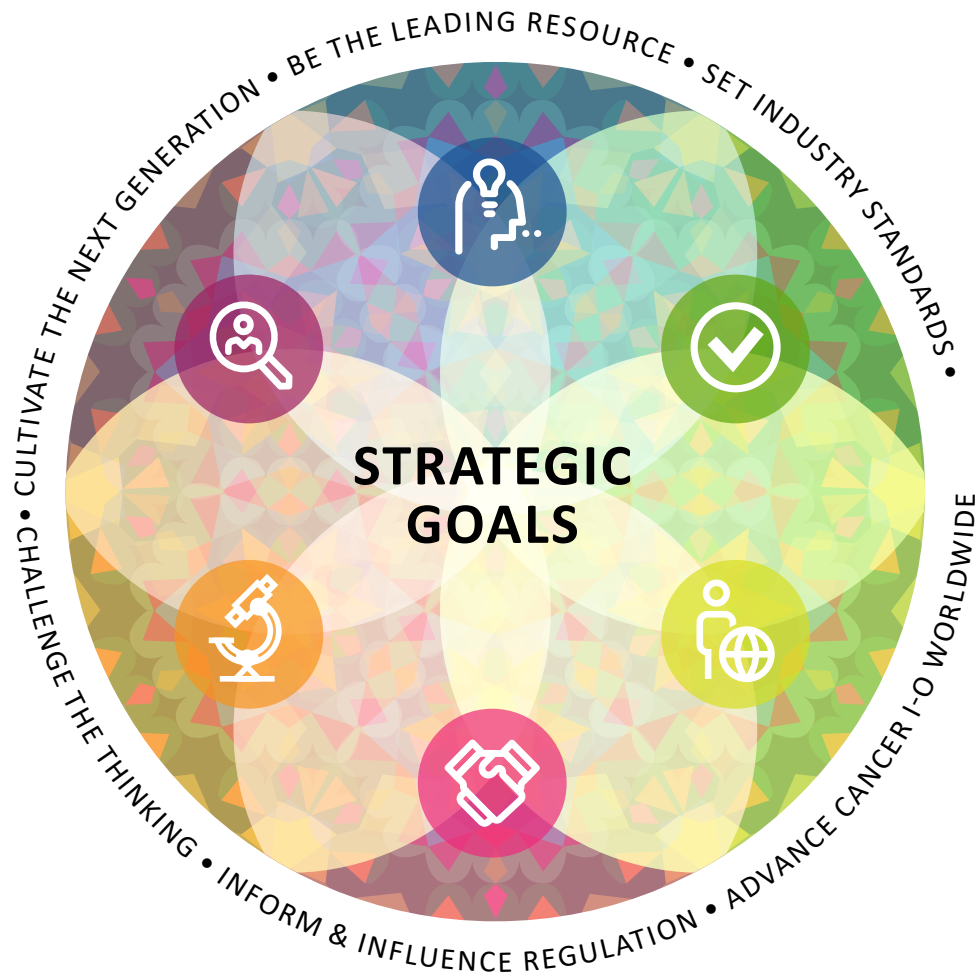 BE THE LEADING RESOURCE • SET INDUSTRY STANDARDS •
ADVANCE CANCER I-O WORLDWIDE
• INFORM & INFLUENCE REGULATION
• CHALLENGE THE THINKING
• CULTIVATE THE NEXT GENERATION •
STRATEGIC
GOALS